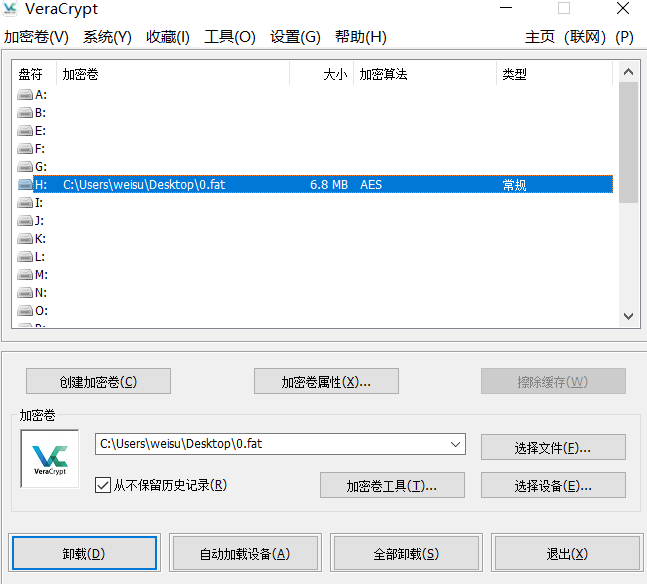 VeraCrypt
加密卷(V) 系统(Y) 收藏(I) 工具(O) 设置(G) 帮助(H) 主页 (联网) (P)
盘符 加密卷 大小 加密算法 类型
A:
B:
E:
F:
G:
H: C:\Users\weisu\Desktop\0.fat 6.8 MB AES 常规
I:
J:
K:
L:
M:
N:
O:
创建加密卷(C) 加密卷属性(X)... 擦除缓存(W)
加密卷
C:\Users\weisu\Desktop\0.fat 选择文件(F)...
VeraCrypt
从不保留历史记录(R) 加密卷工具(T)... 选择设备(E)...
卸载(D) 自动加载设备(A) 全部卸载(S) 退出(X)